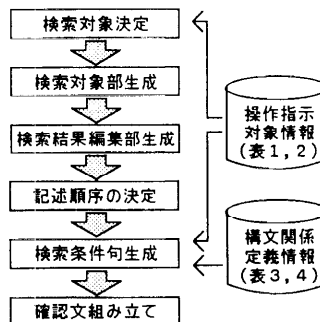 検索対象決定
検索対象部生成
検索結果編集部生成
記述順序の決定
検索条件句生成
確認文組み立て
操作指示
対象情報
(表1,2)
構文関係
定義情報
(表3,4)